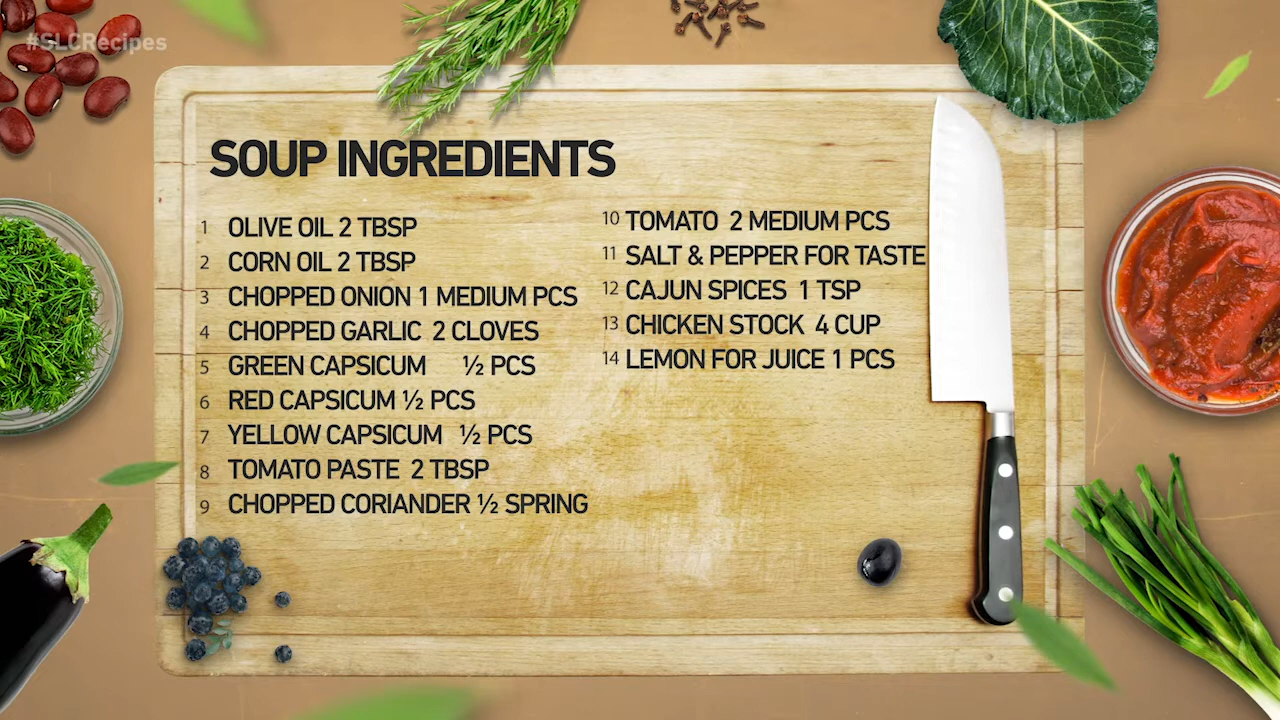 #SLCRecipes
SOUP INGREDIENTS
1 OLIVE OIL 2 TBSP
2 CORN OIL 2 TBSP
3 CHOPPED ONION 1 MEDIUM PCS
4 CHOPPED GARLIC 2 CLOVES
5 GREEN CAPSICUM ½ PCS
6 RED CAPSICUM ½ PCS
7 YELLOW CAPSICUM ½ PCS
8 TOMATO PASTE 2 TBSP
9 CHOPPED CORIANDER ½ SPRING
10 TOMATO 2 MEDIUM PCS
11 SALT & PEPPER FOR TASTE
12 CAJUN SPICES 1 TSP
13 CHICKEN STOCK 4 CUP
14 LEMON FOR JUICE 1 PCS